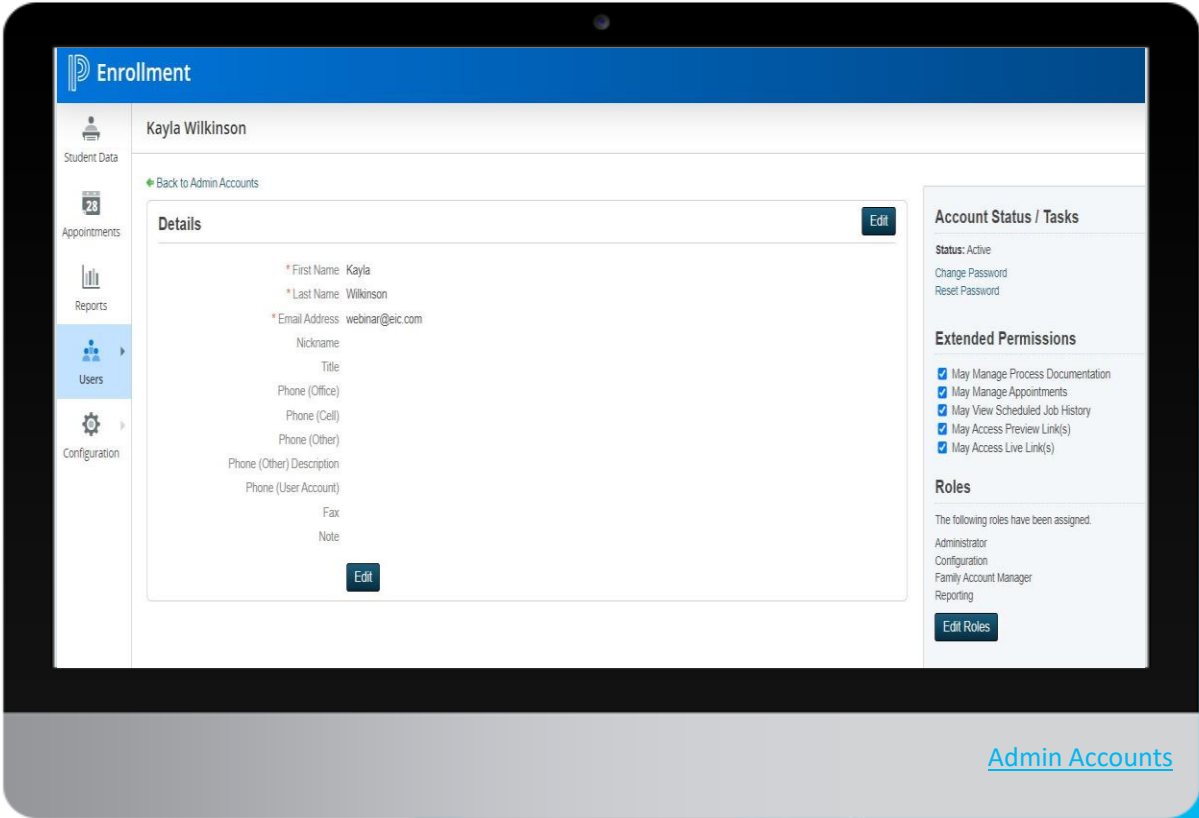 Enrollment
Kayla Wilkinson
Student Data
28
Appointments
Reports
Users
Configuration
Back to Admin Accounts
Details
Edit
* First Name Kayla
* Last Name Wilkinson
* Email Address webinar@eic.com
Nickname
Title
Phone (Office)
Phone (Cell)
Phone (Other)
Phone (Other) Description
Phone (User Account)
Fax
Note
Edit
Account Status / Tasks
Status: Active
Change Password
Reset Password
Extended Permissions
May Manage Process Documentation
May Manage Appointments
May View Scheduled Job History
May Access Preview Link(s)
May Access Live Link(s)
Roles
The following roles have been assigned.
Administrator
Configuration
Family Account Manager
Reporting
Edit Roles
Admin Accounts